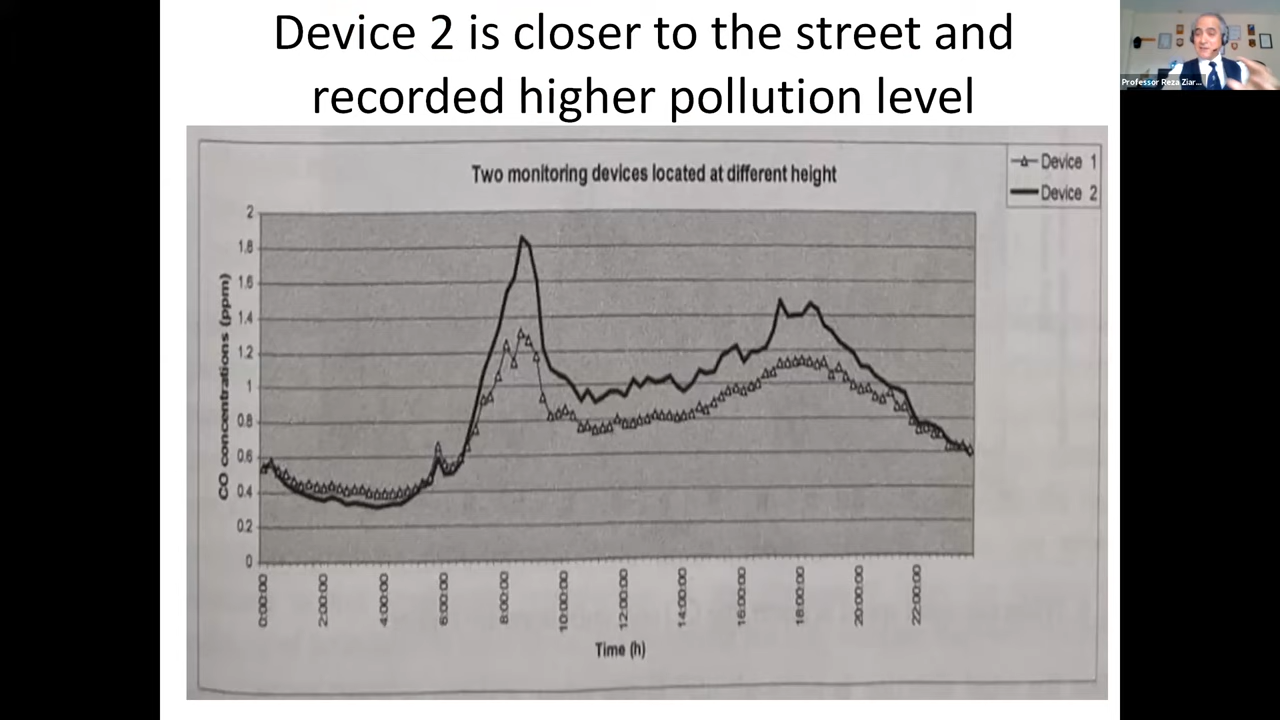 Device 2 is closer to the street and
recorded higher pollution level
Professor Reza Ziar...
Two monitoring devices located at different height
Device 1
Device 2
CO concentrations (ppm)
2
1.8
1.6
1.4
1.2
1
0.8
0.6
0.4
0.2
0
0:00:00
2:00:00
4:00:00
6:00:00
8:00:00
10:00:00
12:00:00
14:00:00
16:00:00
18:00:00
20:00:00
22:00:00
Time (h)